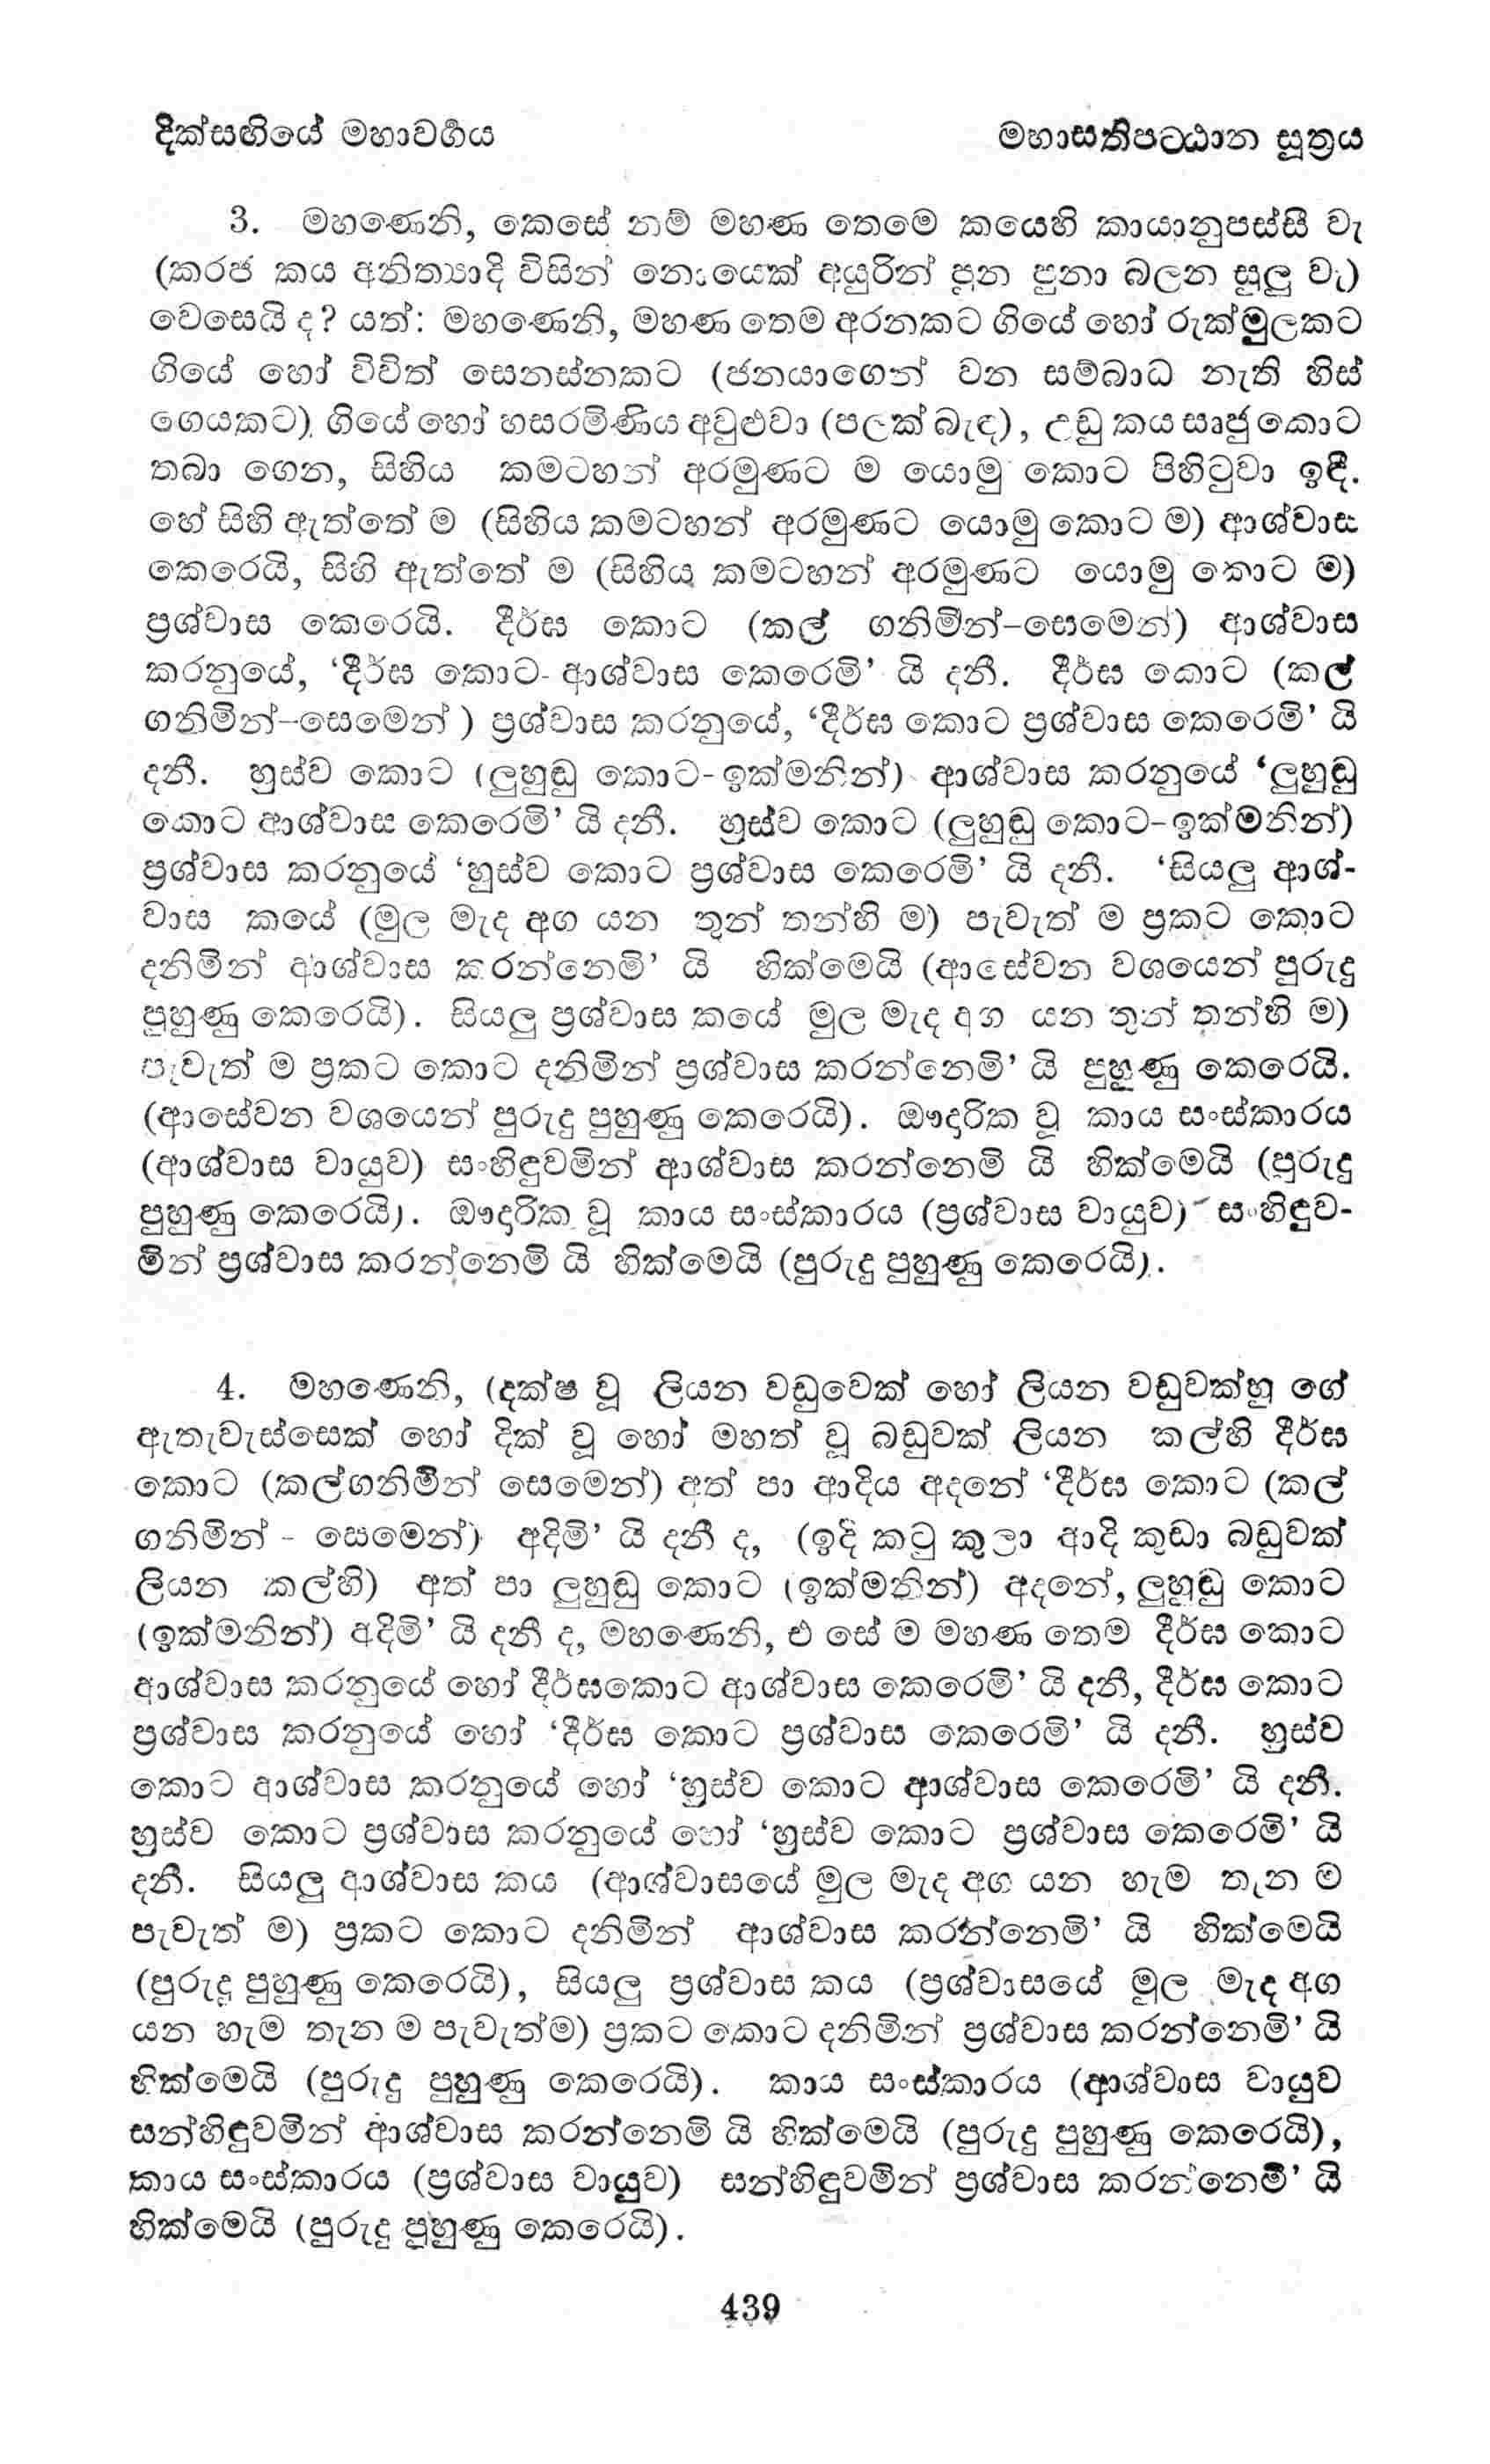 දික්සඟියේ මහාවර්‍ගය
මහාසතිපට්ඨාන සූත්‍රය
3. මහණෙනි, කෙසේ නම් මහණ තෙමෙ කයෙහි කායානුපස්සී වැ
(කරජ කය අනිත්‍යාදි විසින් නොයෙක් අයුරින් පුන පුනා බලන සුලු වැ)
වෙසෙයි ද? යත්: මහණෙනි, මහණ තෙම අරනකට ගියේ හෝ රුක්මුලකට
ගියේ හෝ විවිත් සෙනස්නකට (ජනයාගෙන් වන සම්බාධ නැති හිස්
ගෙයකට) ගියේ හෝ හසරමිණිය අවුළුවා (පලක් බැඳ), උඩු කය සෘජු කොට
තබා ගෙන, සිහිය කමටහන් අරමුණට ම යොමු කොට පිහිටුවා ඉඳී.
හේ සිහි ඇත්තේ ම (සිහිය කමටහන් අරමුණට යොමු කොට ම) ආශ්වාස
කෙරෙයි, සිහි ඇත්තේ ම (සිහිය කමටහන් අරමුණට යොමු කොට ම)
ප්‍රශ්වාස කෙරෙයි. දීර්ඝ කොට (කල් ගනිමින්-සෙමෙන්) ආශ්වාස
කරනුයේ, ‘දීර්ඝ කොට- ආශ්වාස කෙරෙමි’ යි දනී. දීර්ඝ කොට (කල්
ගනිමින්-සෙමෙන්) ප්‍රශ්වාස කරනුයේ, ‘දීර්ඝ කොට ප්‍රශ්වාස කෙරෙමි’ යි
දනී. හ්‍රස්ව කොට (ලුහුඬු කොට-ඉක්මනින්) ආශ්වාස කරනුයේ ‘ලුහුඬු
කොට ආශ්වාස කෙරෙමි’ යි දනී. හ්‍රස්ව කොට (ලුහුඬු කොට-ඉක්මනින්)
ප්‍රශ්වාස කරනුයේ ‘හ්‍රස්ව කොට ප්‍රශ්වාස කෙරෙමි’ යි දනී. ‘සියලු ආශ්-
වාස කයේ (මුල මැද අග යන තුන් තන්හි ම) පැවැත් ම ප්‍රකට කොට
දනිමින් ආශ්වාස කරන්නෙමි’ යි හික්මෙයි (ආසේවන වශයෙන් පුරුදු
පුහුණු කෙරෙයි). සියලු ප්‍රශ්වාස කයේ මුල මැද අග යන තුන් තන්හි ම)
පැවැත් ම ප්‍රකට කොට දනිමින් ප්‍රශ්වාස කරන්නෙමි’ යි පුහුණු කෙරෙයි.
(ආසේවන වශයෙන් පුරුදු පුහුණු කෙරෙයි). ඖදරික වූ කාය සංස්කාරය
(ආශ්වාස වායුව) සංහිඳුවමින් ආශ්වාස කරන්නෙමි යි හික්මෙයි (පුරුදු
පුහුණු කෙරෙයි). ඖදරික වූ කාය සංස්කාරය (ප්‍රශ්වාස වායුව) සංහිඳුව-
මින් ප්‍රශ්වාස කරන්නෙමි යි හික්මෙයි (පුරුදු පුහුණු කෙරෙයි).
4. මහණෙනි, (දක්ෂ වූ ලියන වඩුවෙක් හෝ ලියන වඩුවක්හු ගේ
ඇතැවැස්සෙක් හෝ දික් වූ හෝ මහත් වූ බඩුවක් ලියන කල්හි දීර්ඝ
කොට (කල්ගනිමින් සෙමෙන්) අත් පා ආදිය අදනේ ‘දීර්ඝ කොට (කල්
ගනිමින් - සෙමෙන්) අදිමි’ යි දනී ද, (ඉදි කටු කුලා ආදි කුඩා බඩුවක්
ලියන කල්හි) අත් පා ලුහුඬු කොට (ඉක්මනින්) අදනේ, ලුහුඬු කොට
(ඉක්මනින්) අදිමි’ යි දනී ද, මහණෙනි, එ සේ ම මහණ තෙම දීර්ඝ කොට
ආශ්වාස කරනුයේ හෝ දීර්ඝකොට ආශ්වාස කෙරෙමි’ යි දනී, දීර්ඝ කොට
ප්‍රශ්වාස කරනුයේ හෝ ‘දීර්ඝ කොට ප්‍රශ්වාස කෙරෙමි’ යි දනී. හ්‍රස්ව
කොට ආශ්වාස කරනුයේ හෝ ‘හ්‍රස්ව කොට ආශ්වාස කෙරෙමි’ යි දනී.
හ්‍රස්ව කොට ප්‍රශ්වාස කරනුයේ හෝ ‘හ්‍රස්ව කොට ප්‍රශ්වාස කෙරෙමි’ යි
දනී. සියලු ආශ්වාස කය (ආශ්වාසයේ මුල මැද අග යන හැම තැන ම
පැවැත් ම) ප්‍රකට කොට දනිමින් ආශ්වාස කරන්නෙමි’ යි හික්මෙයි
(පුරුදු පුහුණු කෙරෙයි), සියලු ප්‍රශ්වාස කය (ප්‍රශ්වාසයේ මුල මැද අග
යන හැම තැන ම පැවැත්ම) ප්‍රකට කොට දනිමින් ප්‍රශ්වාස කරන්නෙමි’ යි
හික්මෙයි (පුරුදු පුහුණු කෙරෙයි). කාය සංස්කාරය (ආශ්වාස වායුව
සන්හිඳුවමින් ආශ්වාස කරන්නෙමි යි හික්මෙයි (පුරුදු පුහුණු කෙරෙයි),
කාය සංස්කාරය (ප්‍රශ්වාස වායුව) සන්හිඳුවමින් ප්‍රශ්වාස කරන්නෙමි’ යි
හික්මෙයි (පුරුදු පුහුණු කෙරෙයි).
439